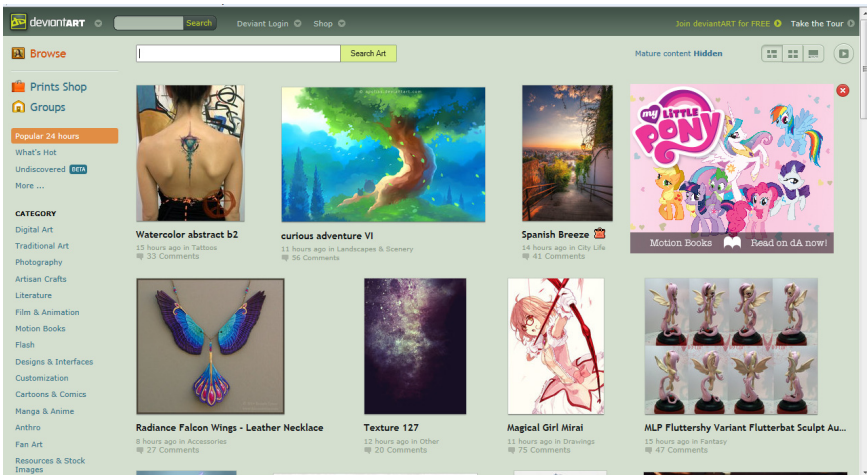 deviantART
Search
Deviant Login
Shop
Join deviantART for FREE
Take the Tour
Browse
Search Art
Mature content Hidden
Prints Shop
Groups
Popular 24 hours
What's Hot
Undiscovered BETA
More ...
CATEGORY
Digital Art
Traditional Art
Photography
Artisan Crafts
Literature
Film & Animation
Motion Books
Flash
Designs & Interfaces
Customization
Cartoons & Comics
Manga & Anime
Anthro
Fan Art
Resources & Stock
Images
Watercolor abstract b2
15 hours ago in Tattoos
33 Comments
curious adventure VI
11 hours ago in Landscapes & Scenery
56 Comments
Spanish Breeze
14 hours ago in City Life
41 Comments
my LITTLE
PONY
Motion Books
Read on dA now!
Radiance Falcon Wings - Leather Necklace
8 hours ago in Accessories
27 Comments
Texture 127
12 hours ago in Other
20 Comments
Magical Girl Mirai
11 hours ago in Drawings
75 Comments
MLP Fluttershy Variant Flutterbat Sculpt Au...
15 hours ago in Fantasy
47 Comments